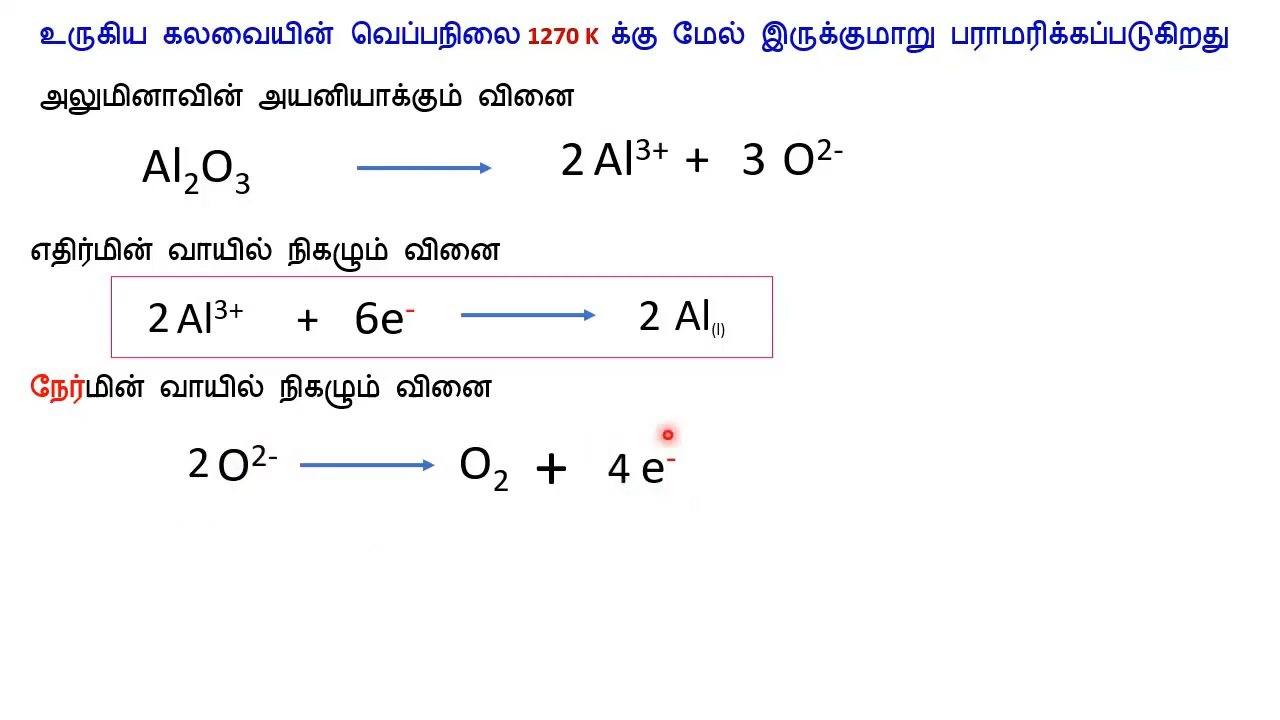 உருகிய கலவையின் வெப்பநிலை 1270 K க்கு மேல் இருக்குமாறு பராமரிக்கப்படுகிறது
அலுமினாவின் அயனியாக்கும் வினை
Al₂O₃ → 2 Al³⁺ + 3 O²⁻
எதிர்மின் வாயில் நிகழும் வினை
2 Al³⁺ + 6e⁻ → 2 Al₍ₗ₎
நேர்மின் வாயில் நிகழும் வினை
2 O²⁻ → O₂ + 4 e⁻